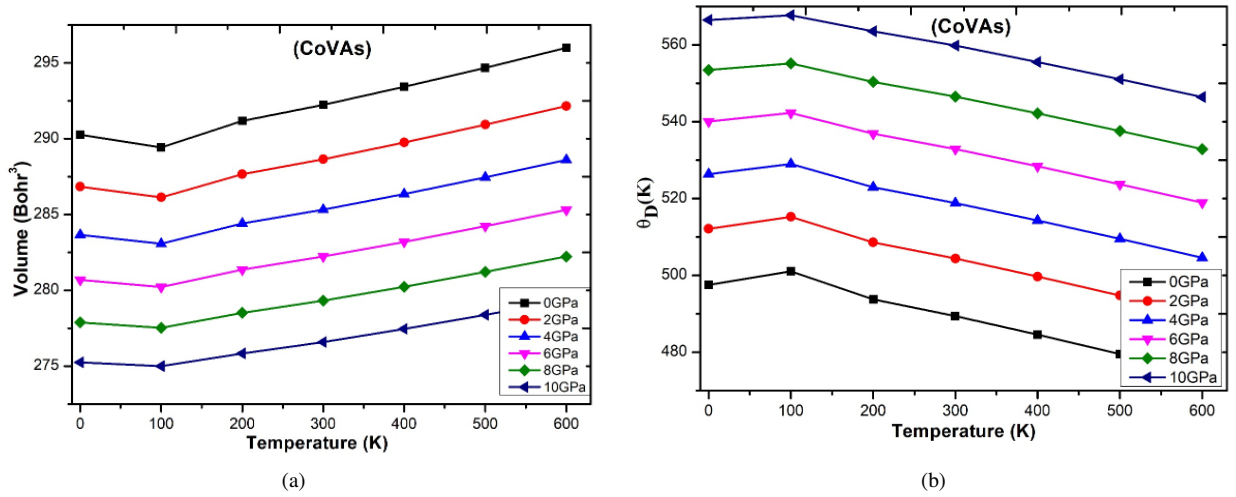 (CoVAs)
295
290
285
280
275
Volume (Bohr³)
0GPa
2GPa
4GPa
6GPa
8GPa
10GPa
0 100 200 300 400 500 600
Temperature (K)
(a)
(CoVAs)
560
540
520
500
480
θD(K)
0GPa
2GPa
4GPa
6GPa
8GPa
10GPa
0 100 200 300 400 500 600
Temperature (K)
(b)